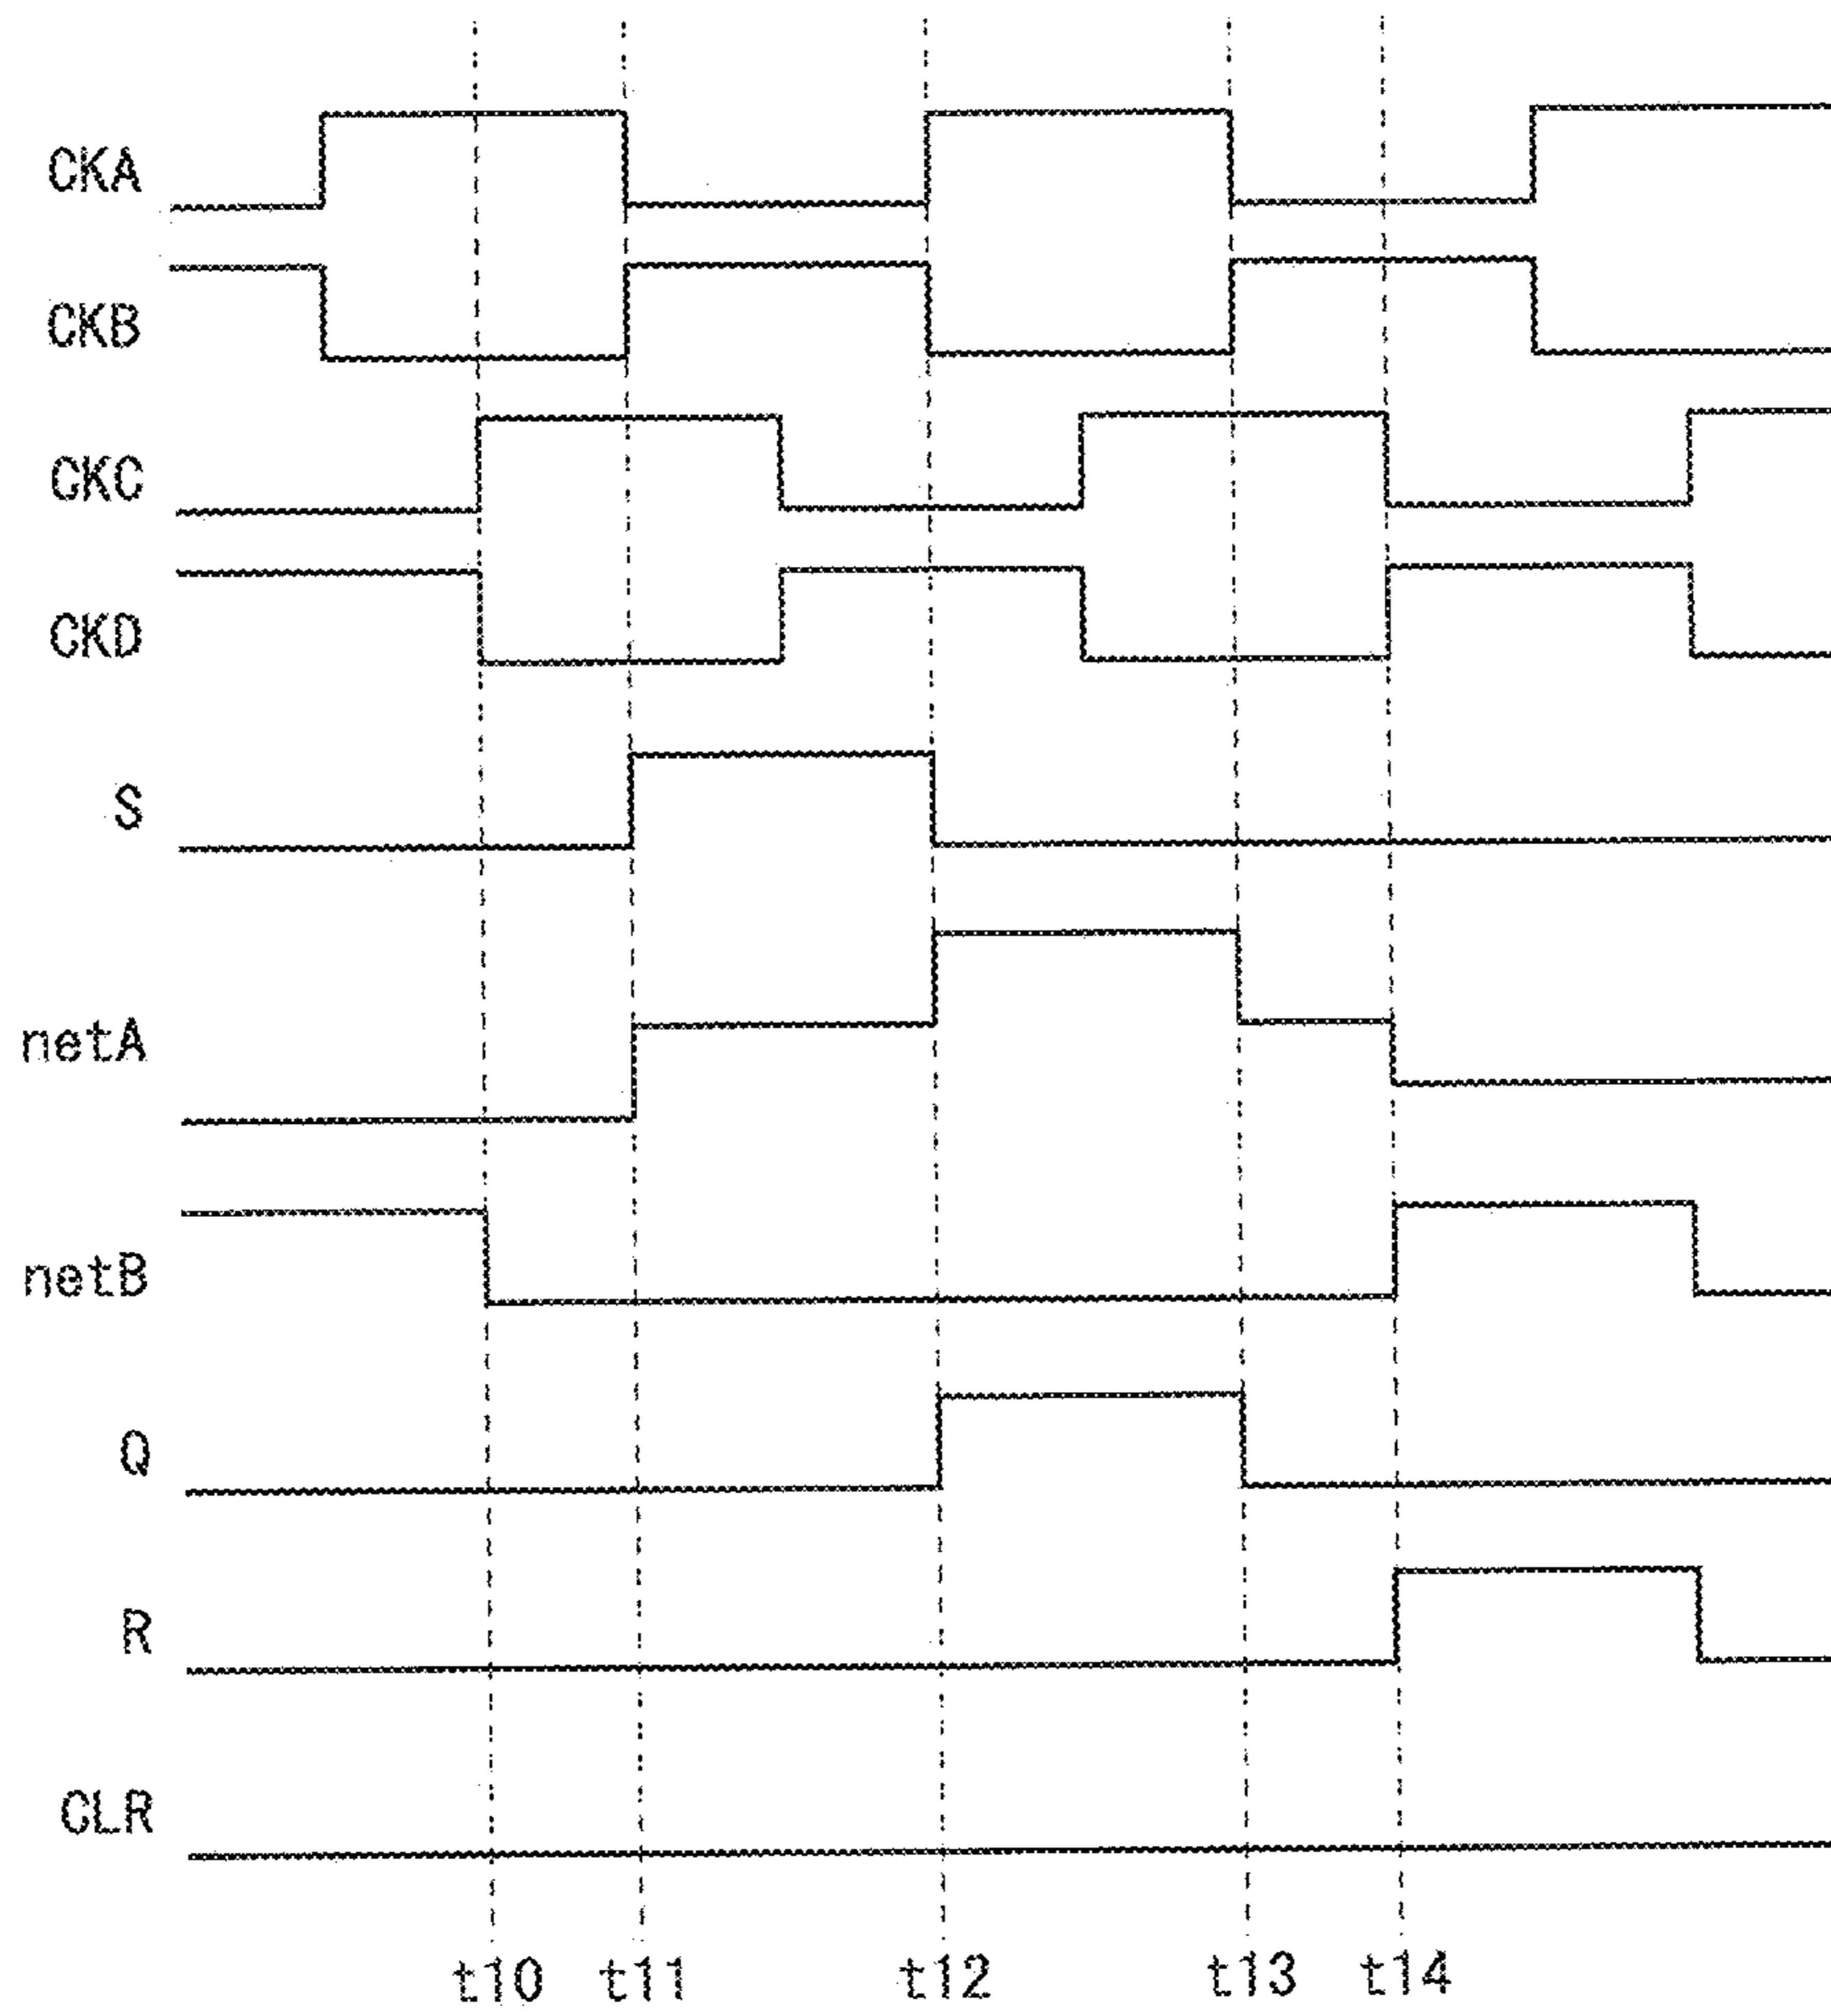 CKA
CKB
CKC
CKD
S
netA
netB
Q
R
CLR
t10 t11 t12 t13 t14